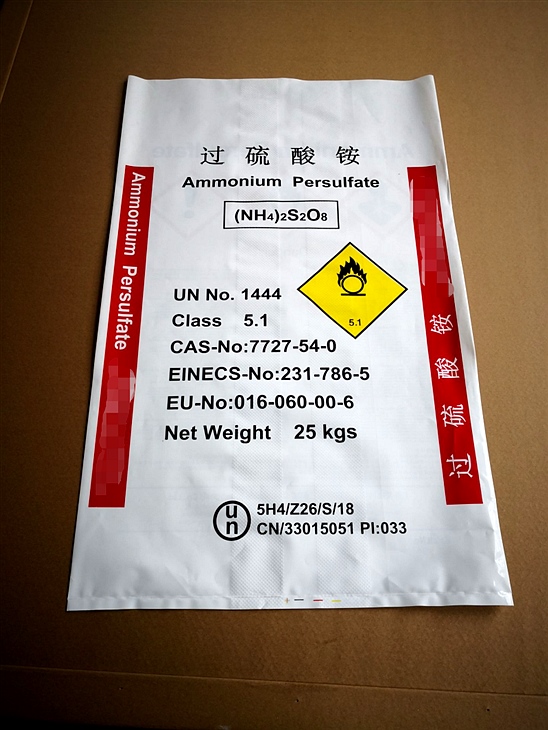 过硫酸铵
Ammonium Persulfate
(NH4)2S2O8
Ammonium Persulfate
过硫酸铵
5.1
UN No. 1444
Class 5.1
CAS-No:7727-54-0
EINECS-No:231-786-5
EU-No:016-060-00-6
Net Weight 25 kgs
un
5H4/Z26/S/18
CN/33015051 PI:033